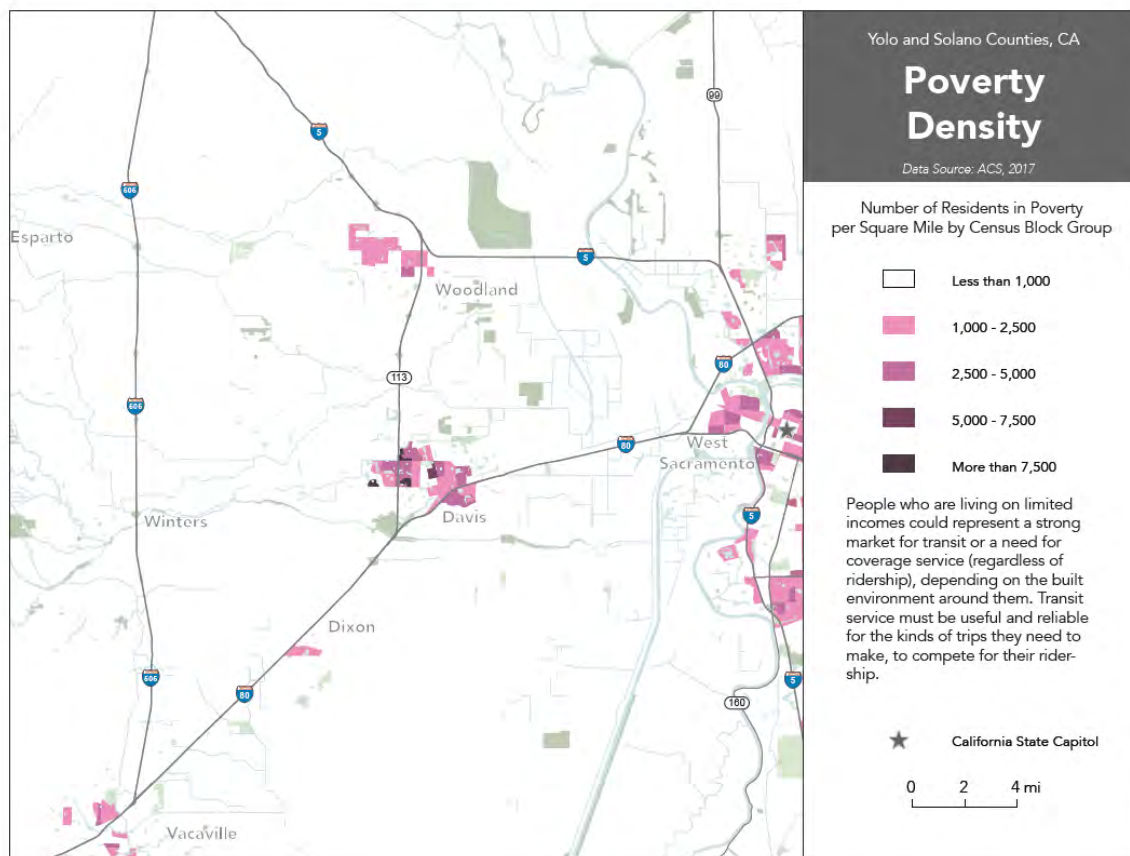 Yolo and Solano Counties, CA
Poverty
Density
Data Source: ACS, 2017
Number of Residents in Poverty
per Square Mile by Census Block Group
Less than 1,000
1,000 - 2,500
2,500 - 5,000
5,000 - 7,500
More than 7,500
People who are living on limited
incomes could represent a strong
market for transit or a need for
coverage service (regardless of
ridership), depending on the built
environment around them. Transit
service must be useful and reliable
for the kinds of trips they need to
make, to compete for their rider-
ship.
California State Capitol
0 2 4 mi
99
5
606
Esparto
5
Woodland
80
113
606
80
West
Sacramento
Winters
Davis
5
Dixon
606
80
5
160
Vacaville